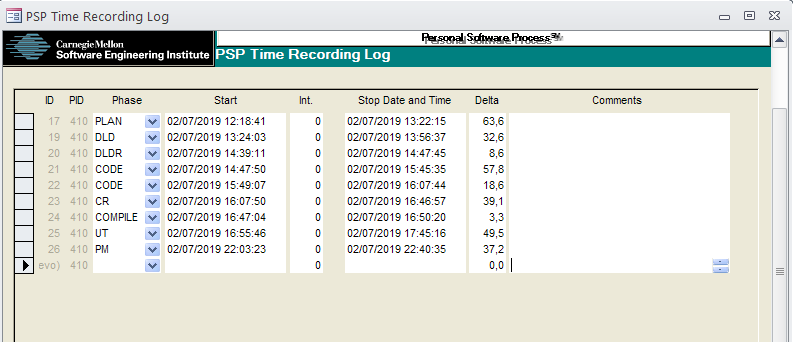 PSP Time Recording Log
Carnegie Mellon
Software Engineering Institute
Personal Software Process℠
PSP Time Recording Log
ID PID Phase Start Int. Stop Date and Time Delta Comments
17 410 PLAN 02/07/2019 12:18:41 0 02/07/2019 13:22:15 63,6
19 410 DLD 02/07/2019 13:24:03 0 02/07/2019 13:56:37 32,6
20 410 DLDR 02/07/2019 14:39:11 0 02/07/2019 14:47:45 8,6
21 410 CODE 02/07/2019 14:47:50 0 02/07/2019 15:45:35 57,8
22 410 CODE 02/07/2019 15:49:07 0 02/07/2019 16:07:44 18,6
23 410 CR 02/07/2019 16:07:50 0 02/07/2019 16:46:57 39,1
24 410 COMPILE 02/07/2019 16:47:04 0 02/07/2019 16:50:20 3,3
25 410 UT 02/07/2019 16:55:46 0 02/07/2019 17:45:16 49,5
26 410 PM 02/07/2019 22:03:23 0 02/07/2019 22:40:35 37,2
evo) 410 0 0,0